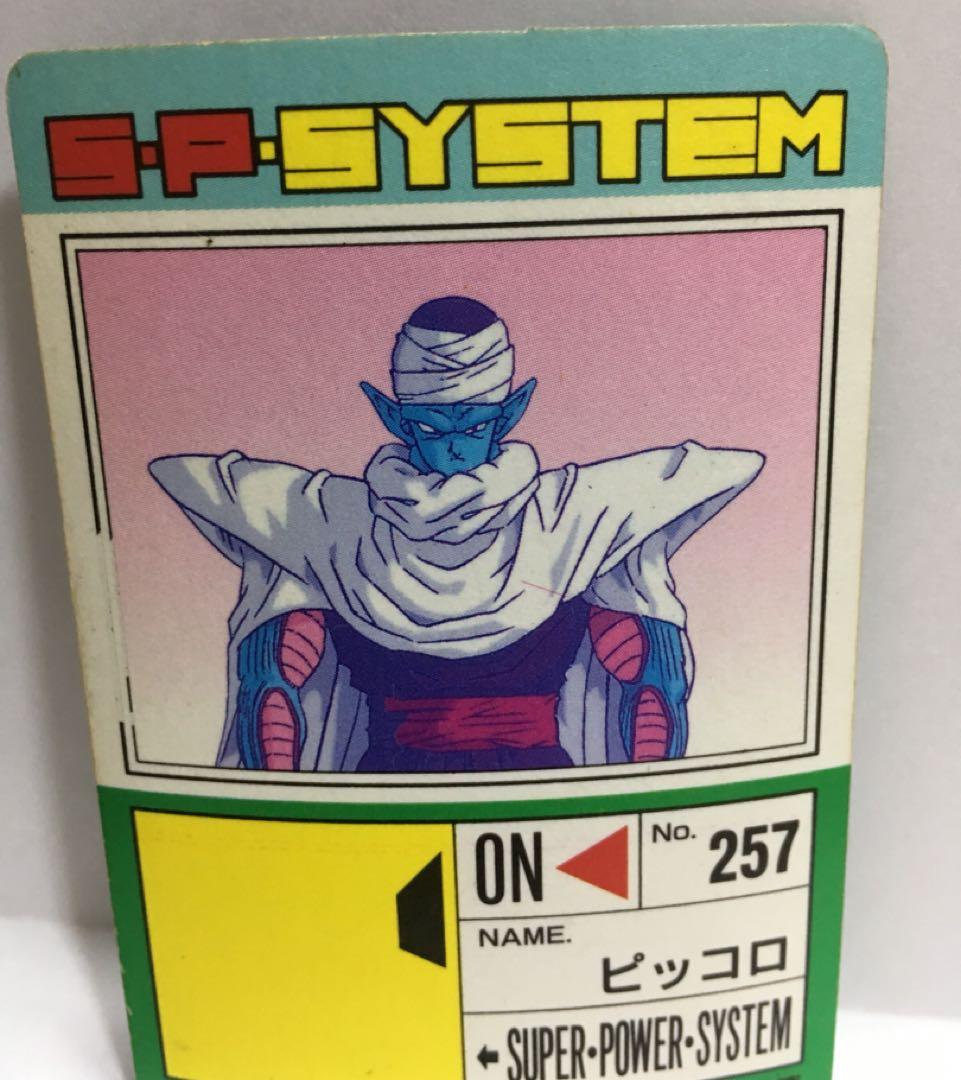 S·P·SYSTEM
ON
No. 257
NAME.
ピッコロ
SUPER·POWER·SYSTEM